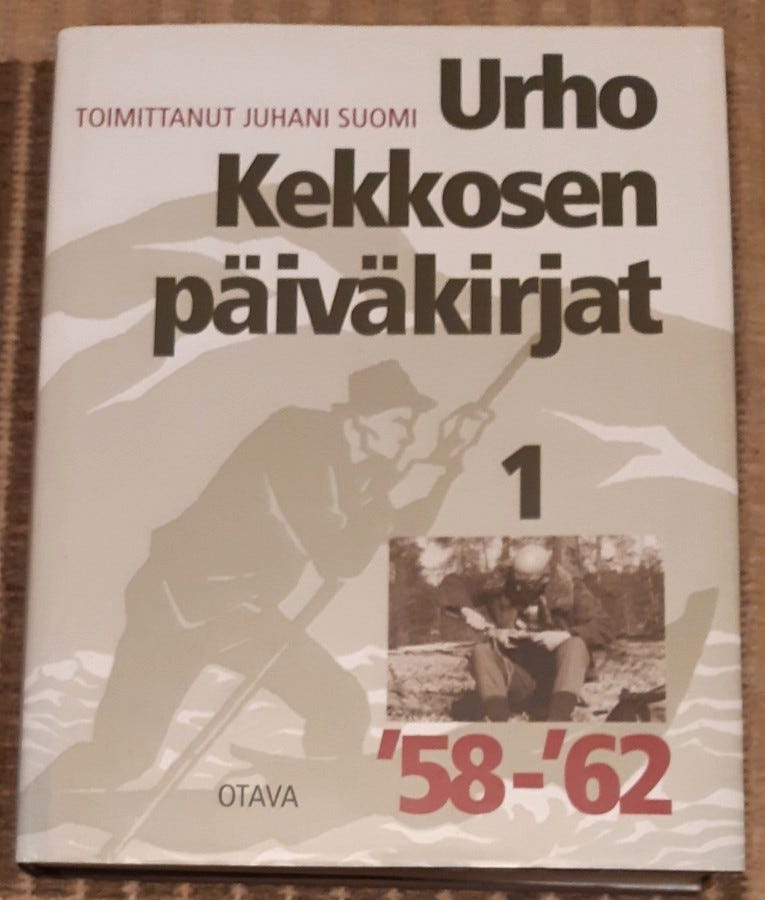 TOIMITTANUT JUHANI SUOMI
Urho
Kekkosen
päiväkirjat
1
'58-'62
OTAVA